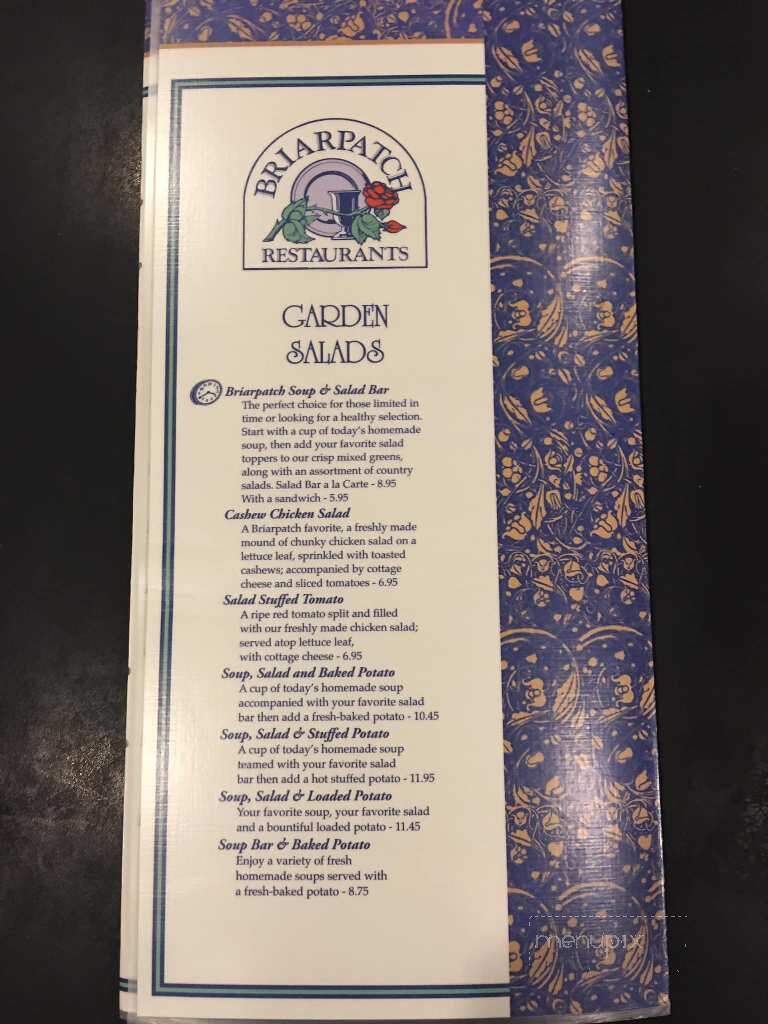 BRIARPATCH
RESTAURANTS
GARDEN
SALADS
Briarpatch Soup & Salad Bar
The perfect choice for those limited in
time or looking for a healthy selection.
Start with a cup of today's homemade
soup, then add your favorite salad
toppers to our crisp mixed greens,
along with an assortment of country
salads. Salad Bar a la Carte - 8.95
With a sandwich - 5.95
Cashew Chicken Salad
A Briarpatch favorite, a freshly made
mound of chunky chicken salad on a
lettuce leaf, sprinkled with toasted
cashews; accompanied by cottage
cheese and sliced tomatoes - 6.95
Salad Stuffed Tomato
A ripe red tomato split and filled
with our freshly made chicken salad;
served atop lettuce leaf,
with cottage cheese - 6.95
Soup, Salad and Baked Potato
A cup of today's homemade soup
accompanied with your favorite salad
bar then add a fresh-baked potato - 10.45
Soup, Salad & Stuffed Potato
A cup of today's homemade soup
teamed with your favorite salad
bar then add a hot stuffed potato - 11.95
Soup, Salad & Loaded Potato
Your favorite soup, your favorite salad
and a bountiful loaded potato - 11.45
Soup Bar & Baked Potato
Enjoy a variety of fresh
homemade soups served with
a fresh-baked potato - 8.75
menupix